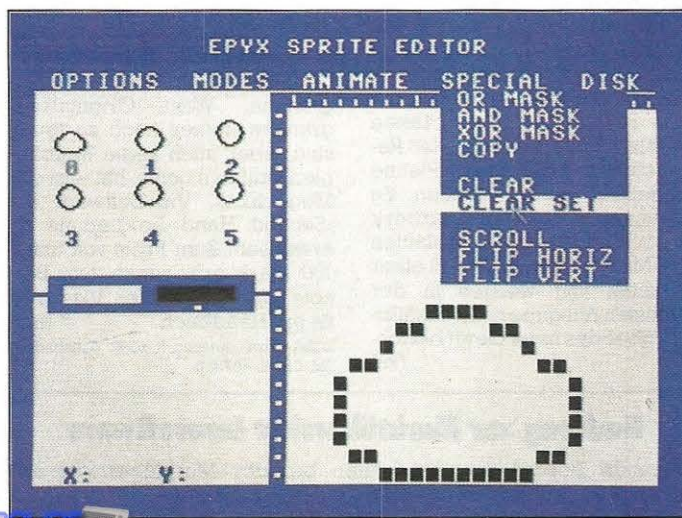 EPYX SPRITE EDITOR
OPTIONS MODES ANIMATE SPECIAL DISK
OR MASK
AND MASK
XOR MASK
COPY
CLEAR
CLEAR SET
SCROLL
FLIP HORIZ
FLIP VERT
0 1 2
3 4 5
X: Y: